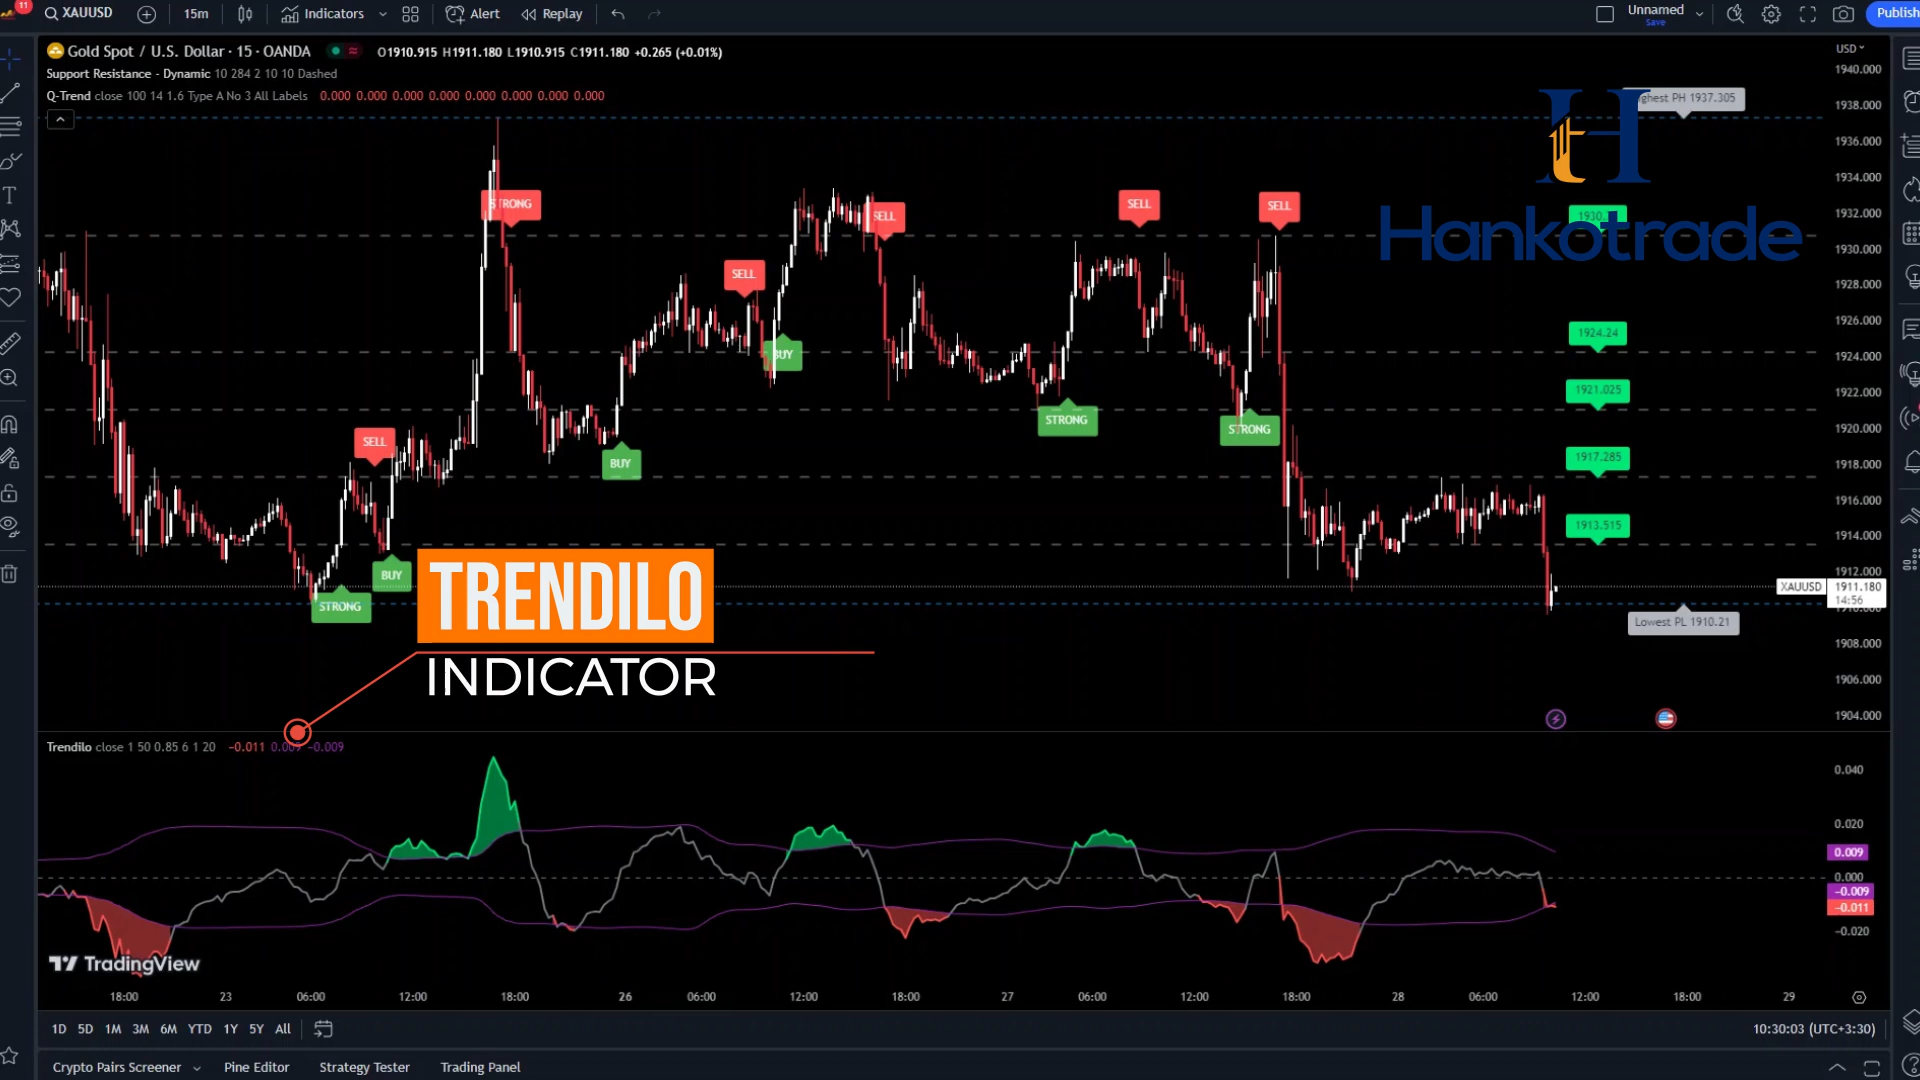 11
XAUUSD
15m
Indicators
Alert
Replay
Unnamed
Save
Publish
Gold Spot / U.S. Dollar · 15 · OANDA
O1910.915 H1911.180 L1910.915 C1911.180 +0.265 (+0.01%)
USD
Support Resistance - Dynamic 10 284 2 10 10 Dashed
Q-Trend close 100 14 1.6 Type A No 3 All Labels 0.000 0.000 0.000 0.000 0.000 0.000 0.000 0.000
1940.000
1938.000
1936.000
1934.000
1932.000
1930.000
1928.000
1926.000
1924.000
1922.000
1920.000
1918.000
1916.000
1914.000
1912.000
1908.000
1906.000
1904.000
ghest PH 1937.305
Hankotrade
STRONG
SELL
SELL
SELL
SELL
SELL
BUY
BUY
STRONG
STRONG
BUY
STRONG
1924.24
1921.025
1917.285
1913.515
XAUUSD 1911.180
14:56
Lowest PL 1910.21
TRENDILO
INDICATOR
Trendilo close 1 50 0.85 6 1 20 −0.011 0.009 −0.009
0.040
0.020
0.009
0.000
−0.009
−0.011
−0.020
TradingView
18:00 23 06:00 12:00 18:00 26 06:00 12:00 18:00 27 06:00 12:00 18:00 28 06:00 12:00 18:00 29
1D 5D 1M 3M 6M YTD 1Y 5Y All
10:30:03 (UTC+3:30)
Crypto Pairs Screener Pine Editor Strategy Tester Trading Panel